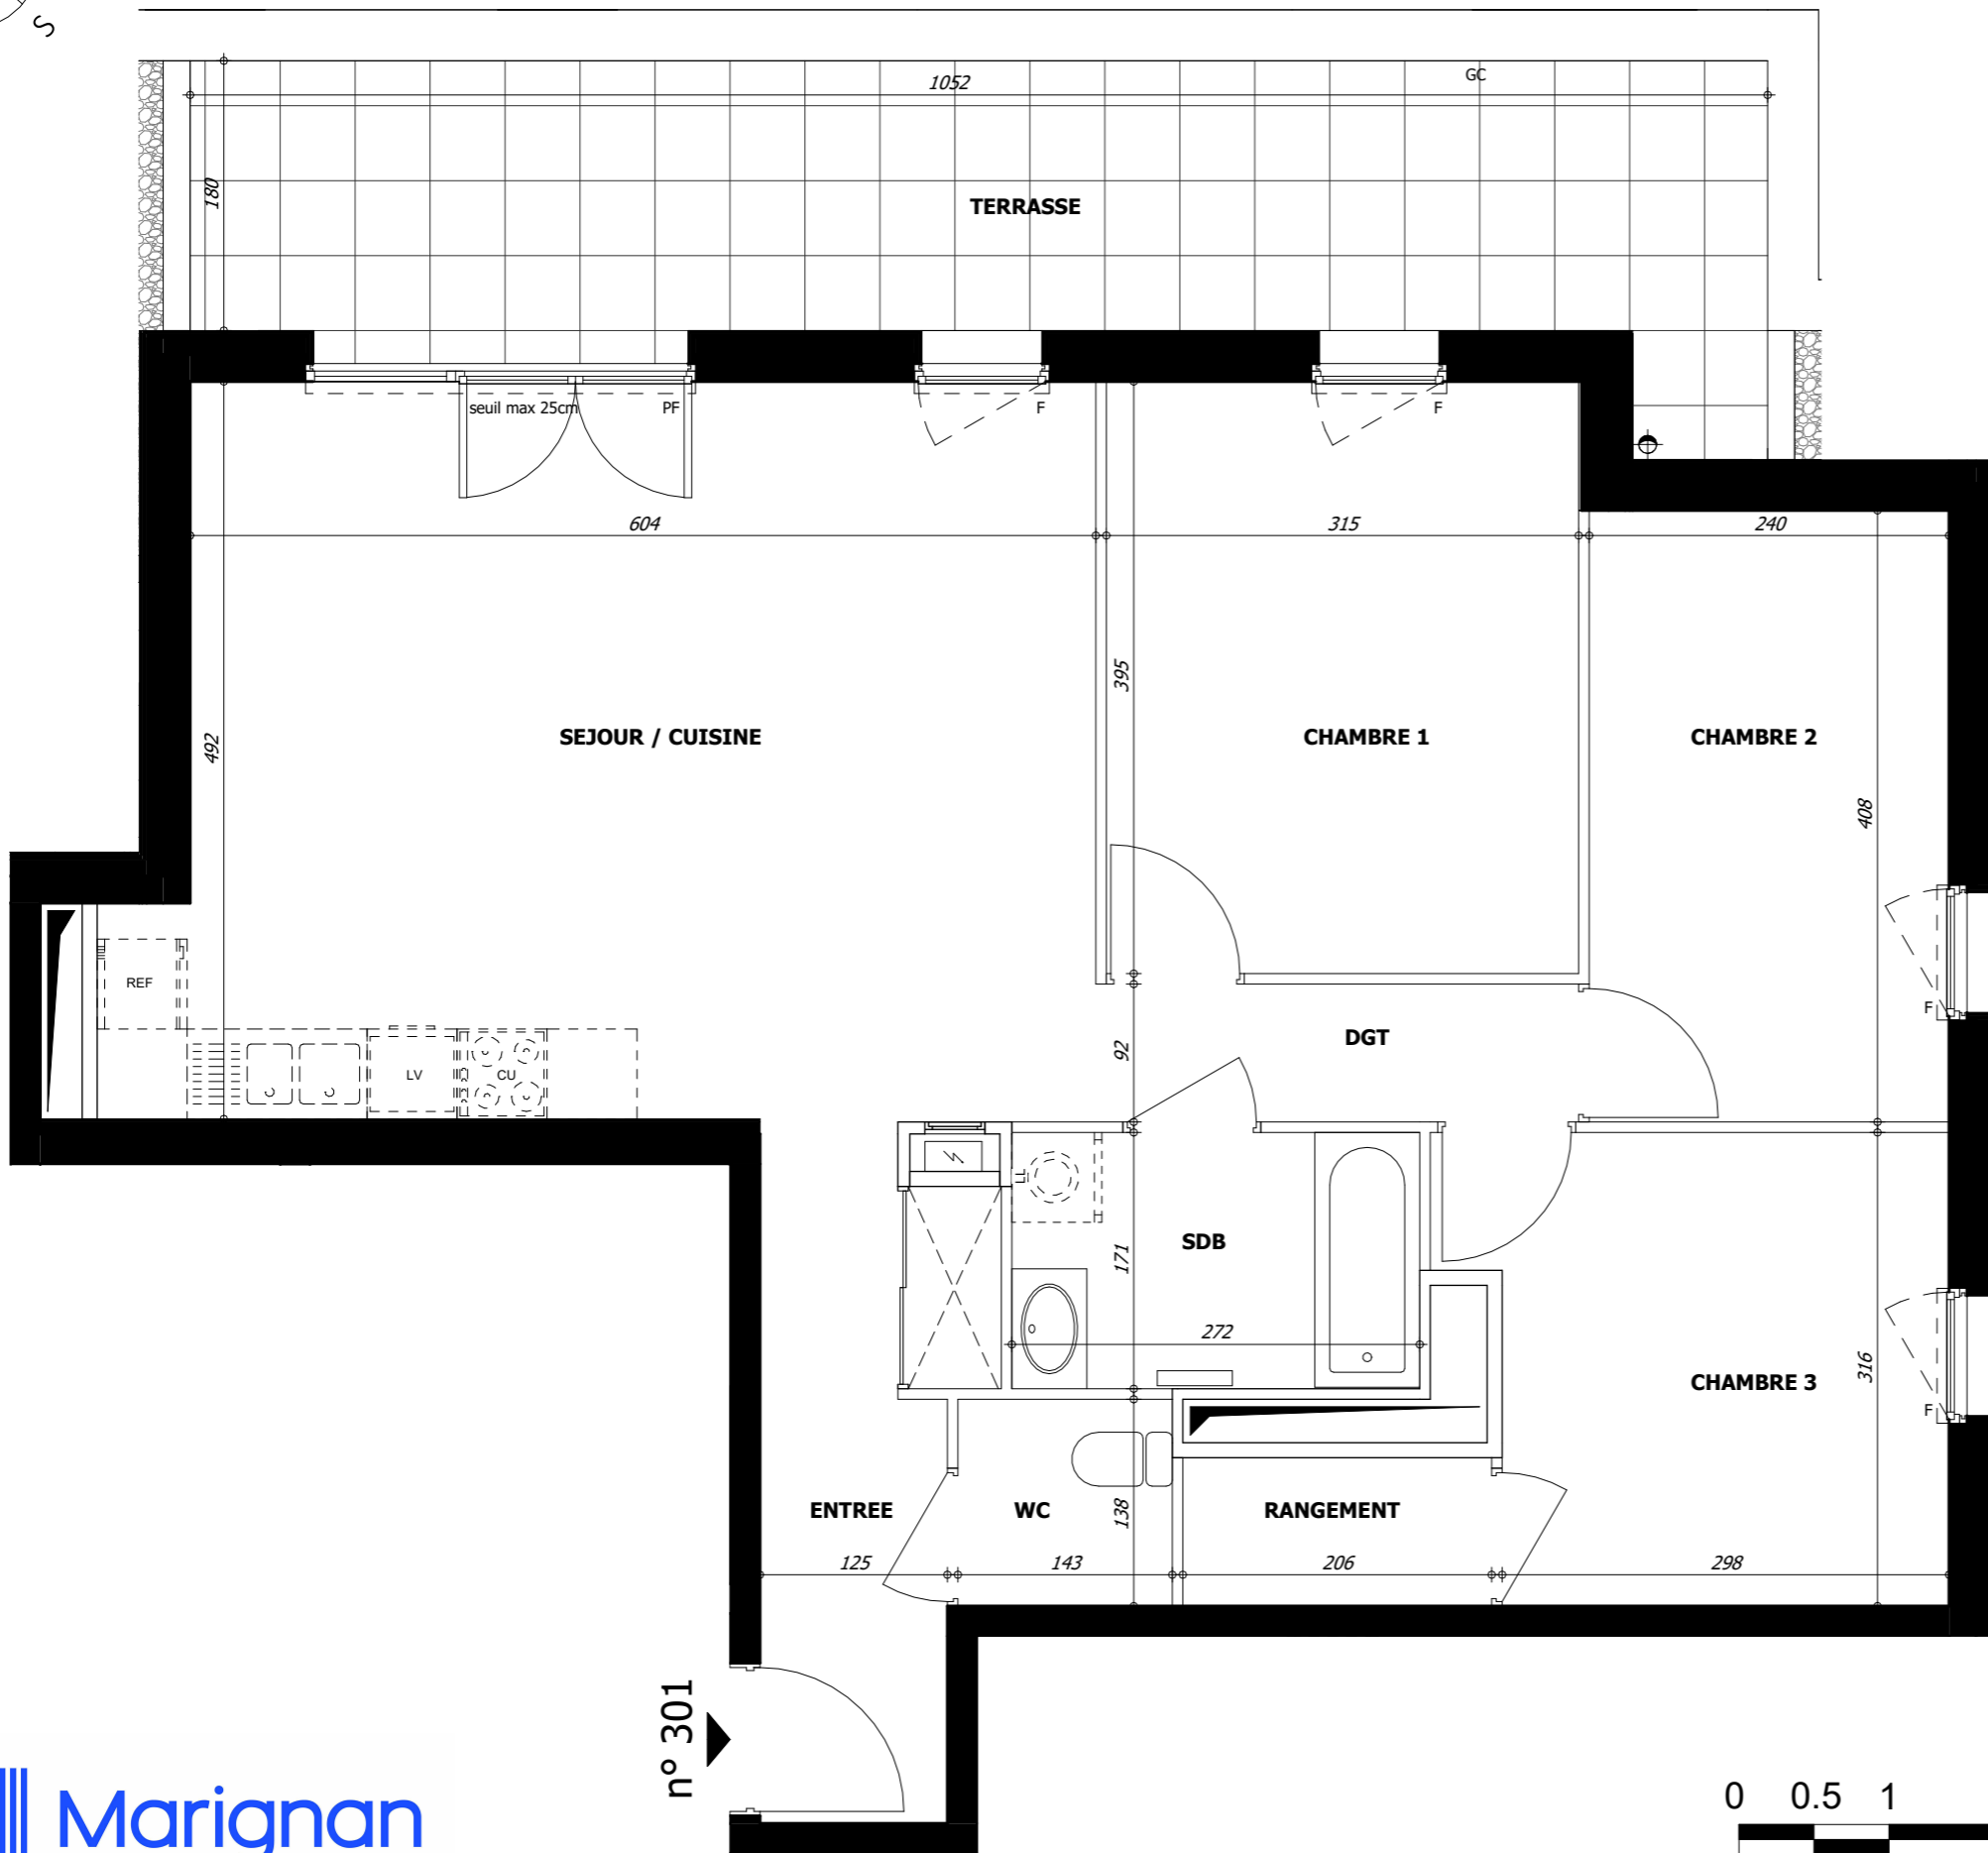 S
1052
GC
180
TERRASSE
seuil max 25cm
PF
F
F
604
315
240
395
492
SEJOUR / CUISINE
CHAMBRE 1
CHAMBRE 2
408
REF
F
LV
CU
92
DGT
LL
171
SDB
272
CHAMBRE 3
316
F
ENTREE
WC
138
RANGEMENT
125
143
206
298
n° 301
Marignan
0 0.5 1